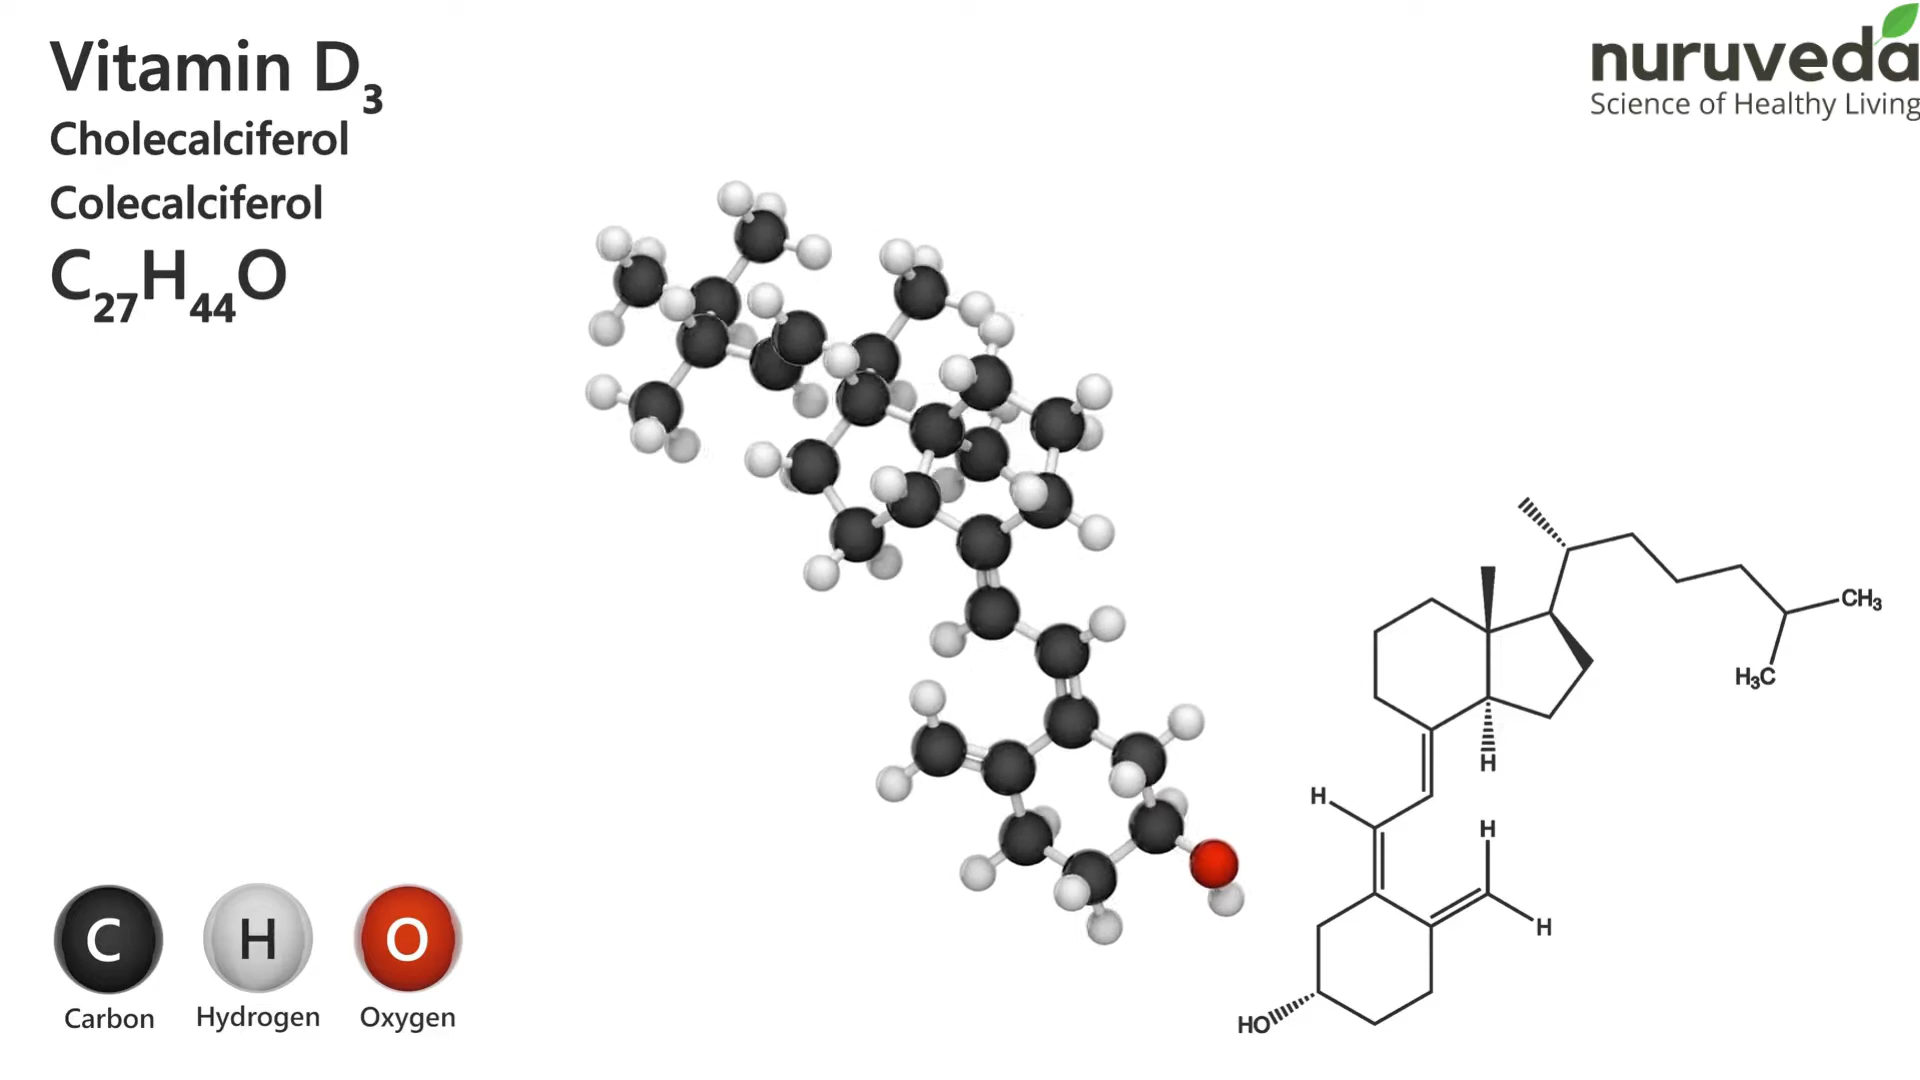 Vitamin D₃
Cholecalciferol
Colecalciferol
C₂₇H₄₄O
nuruveda
Science of Healthy Living
CH₃
H₃C
H
H
H
H
HO
C
H
O
Carbon
Hydrogen
Oxygen